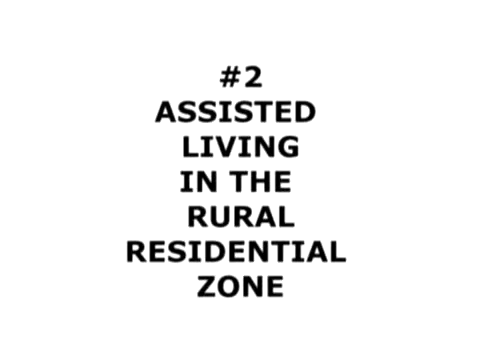 #2
ASSISTED
LIVING
IN THE
RURAL
RESIDENTIAL
ZONE